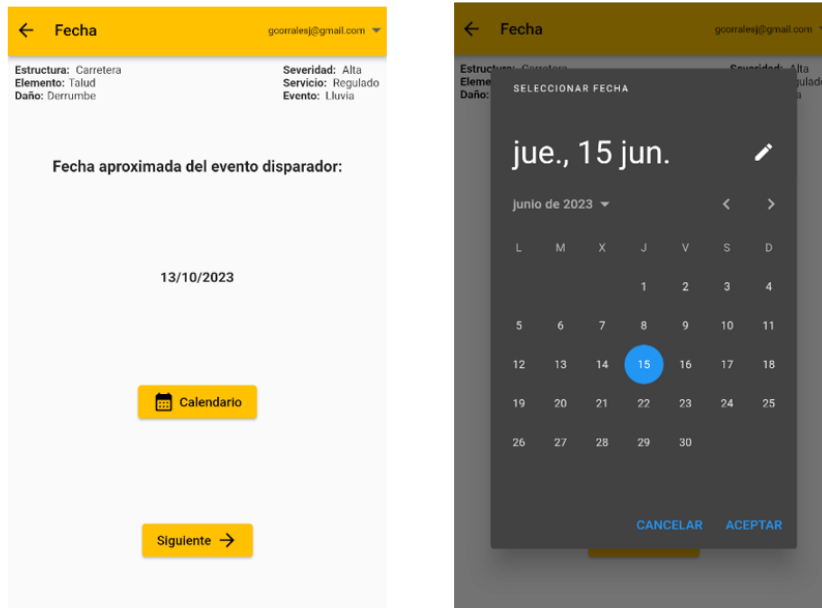 Fecha
gcorralesj@gmail.com
Estructura: Carretera
Severidad: Alta
Elemento: Talud
Servicio: Regulado
Daño: Derrumbe
Evento: Lluvia
Fecha aproximada del evento disparador:
13/10/2023
Calendario
Siguiente
Fecha
gcorralesj@gmail.com
Daño:
SELECCIONAR FECHA
jue., 15 jun.
junio de 2023
L M X J V S D
1 2 3 4
5 6 7 8 9 10 11
12 13 14 15 16 17 18
19 20 21 22 23 24 25
26 27 28 29 30
CANCELAR ACEPTAR